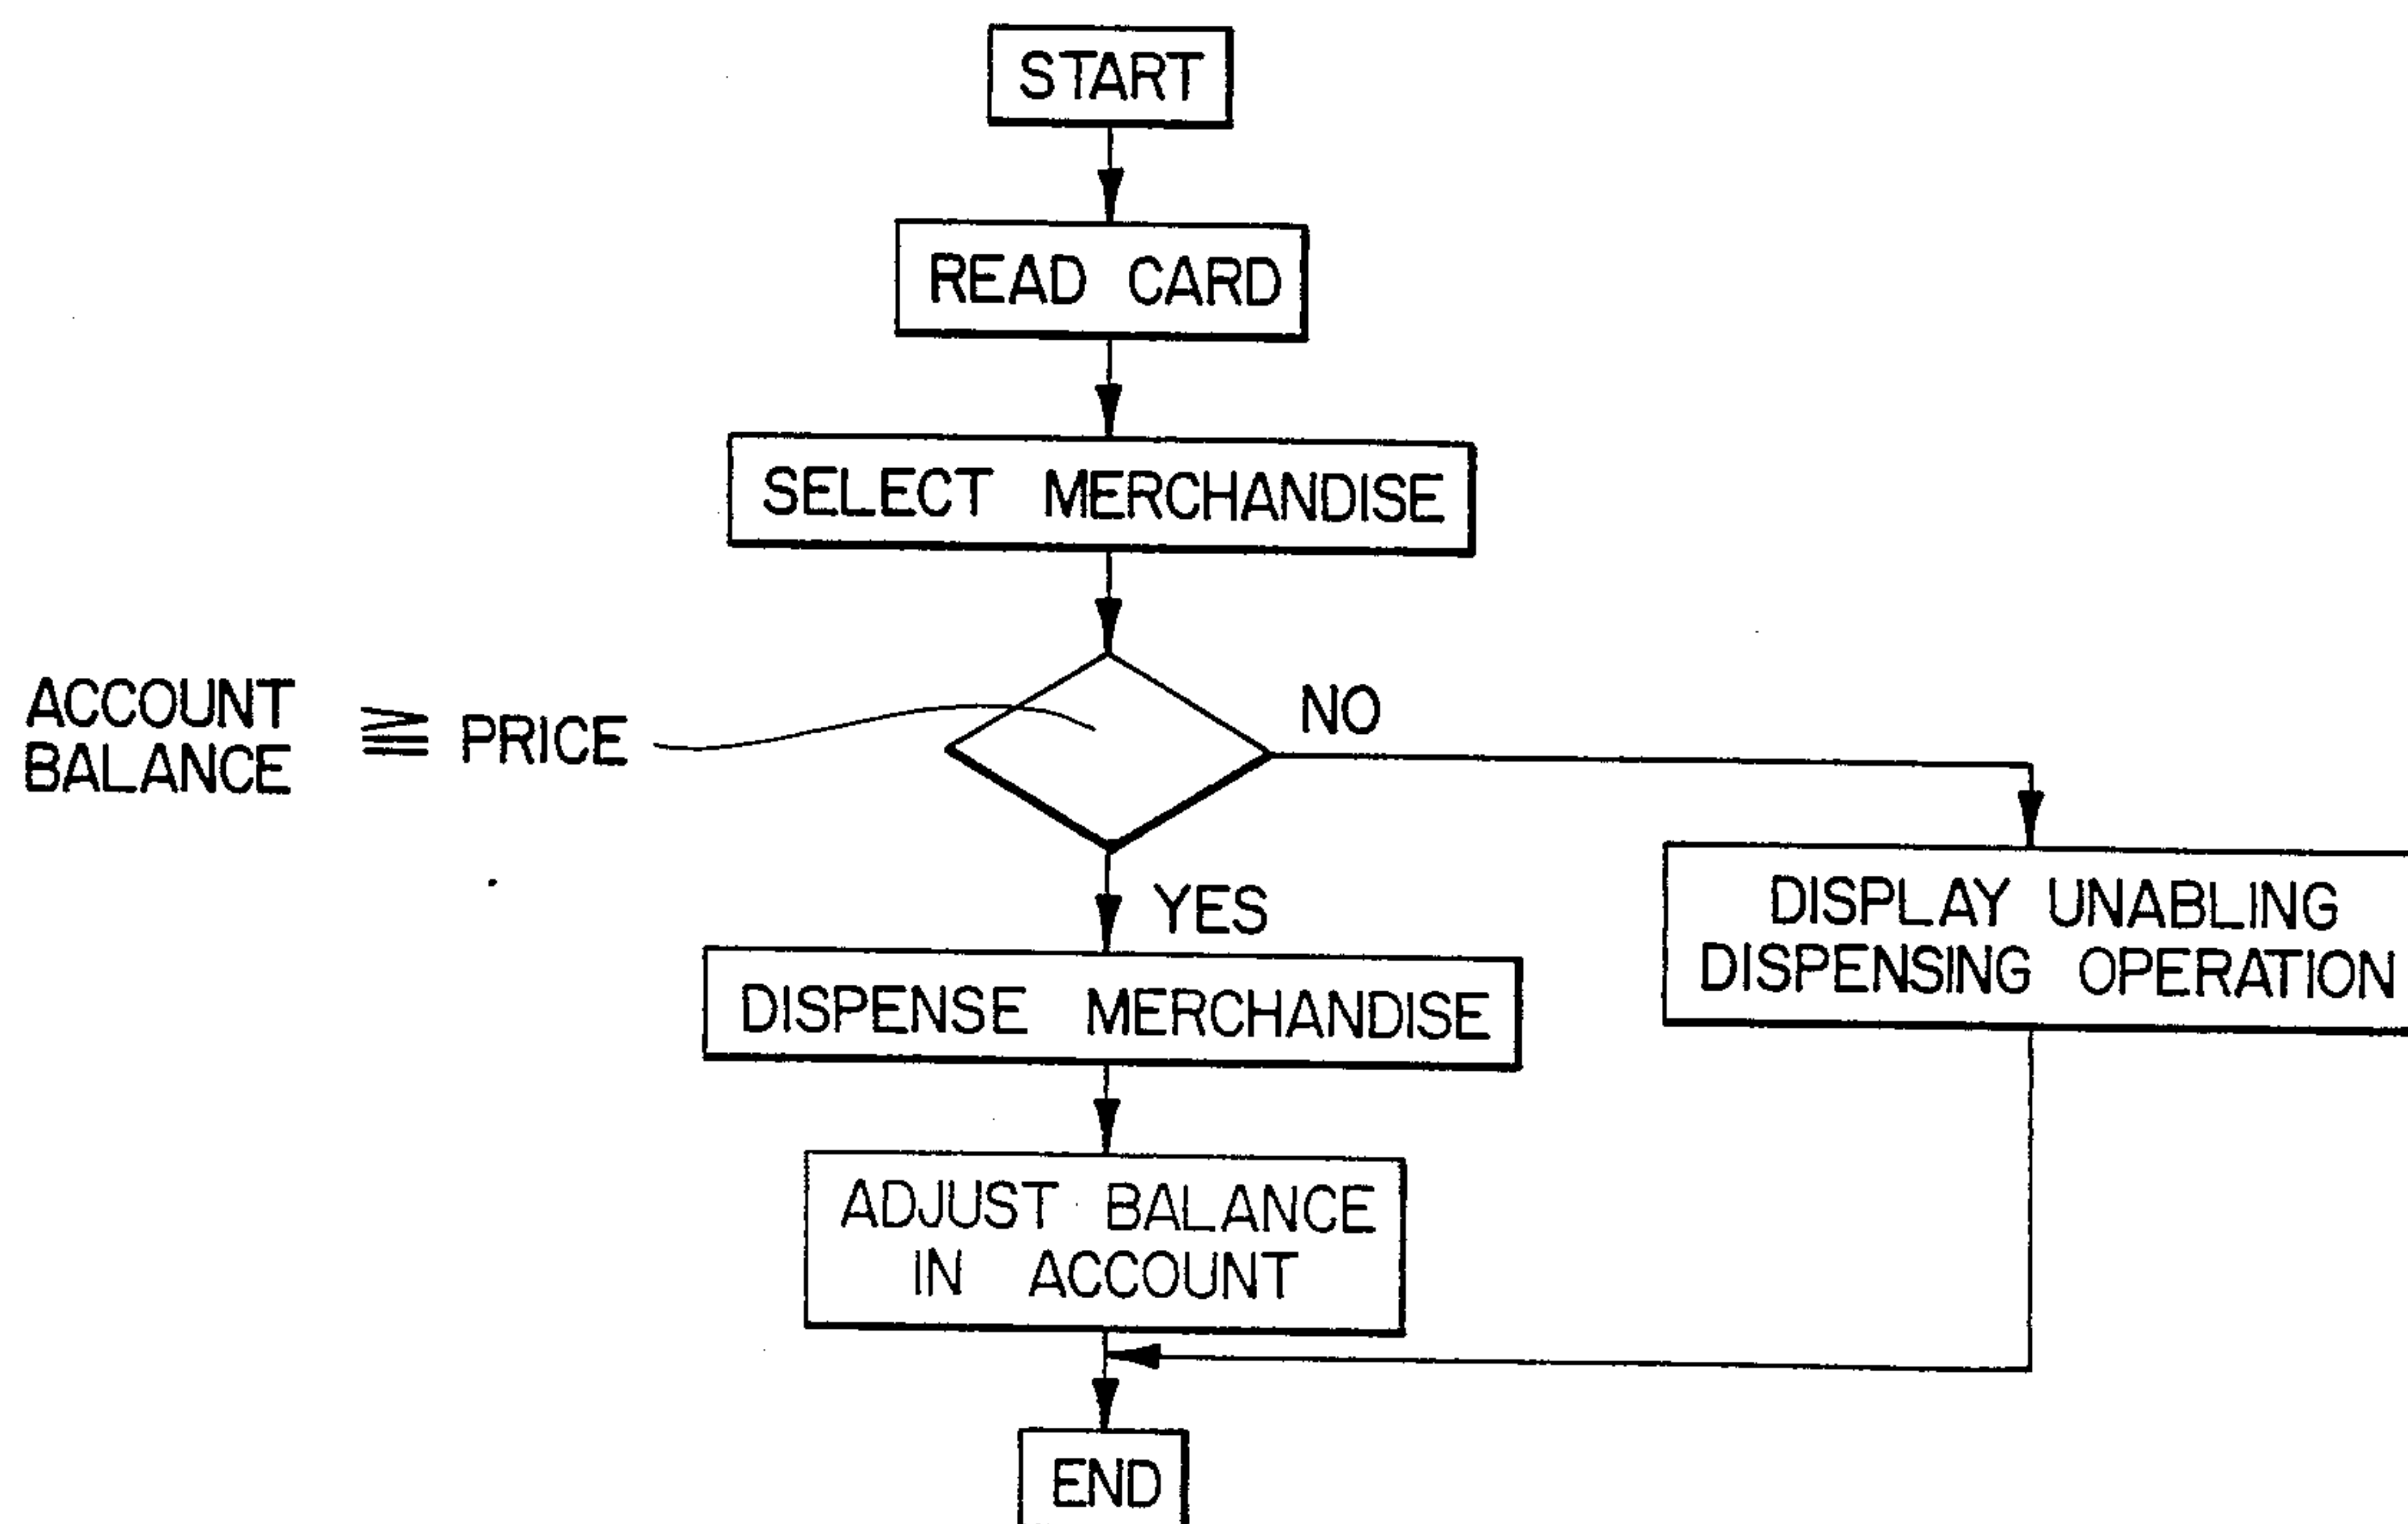 START
READ CARD
SELECT MERCHANDISE
ACCOUNT
BALANCE
≧ PRICE
NO
YES
DISPLAY UNABLING
DISPENSING OPERATION
DISPENSE MERCHANDISE
ADJUST BALANCE
IN ACCOUNT
END